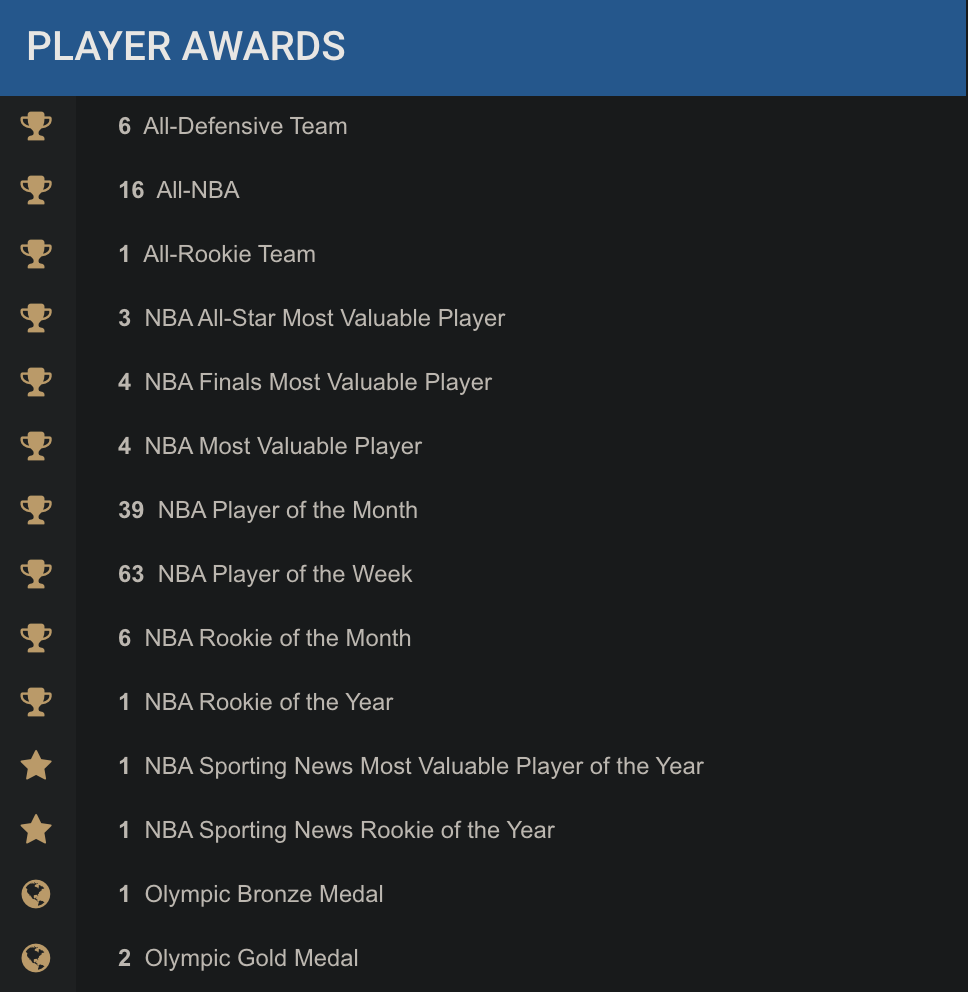 PLAYER AWARDS
6 All-Defensive Team
16 All-NBA
1 All-Rookie Team
3 NBA All-Star Most Valuable Player
4 NBA Finals Most Valuable Player
4 NBA Most Valuable Player
39 NBA Player of the Month
63 NBA Player of the Week
6 NBA Rookie of the Month
1 NBA Rookie of the Year
1 NBA Sporting News Most Valuable Player of the Year
1 NBA Sporting News Rookie of the Year
1 Olympic Bronze Medal
2 Olympic Gold Medal